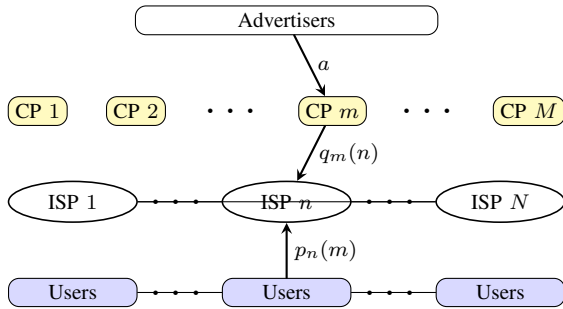 Advertisers
a
CP 1 CP 2 · · · CP m · · · CP M
q_m(n)
ISP 1 ISP n ISP N
p_n(m)
Users Users Users